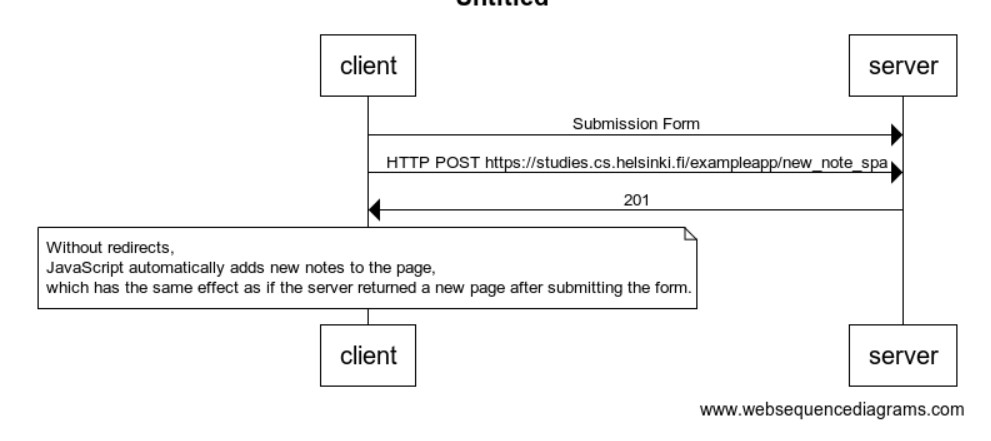 Untitled
client
server
Submission Form
HTTP POST https://studies.cs.helsinki.fi/exampleapp/new_note_spa
201
Without redirects,
JavaScript automatically adds new notes to the page,
which has the same effect as if the server returned a new page after submitting the form.
client
server
www.websequencediagrams.com